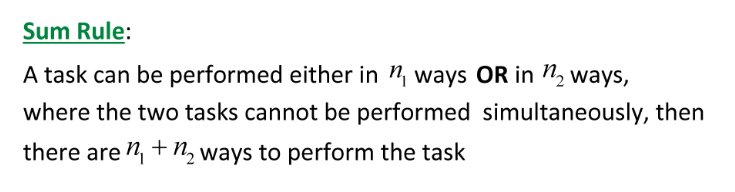 Sum Rule:
A task can be performed either in n₁ ways OR in n₂ ways,
where the two tasks cannot be performed simultaneously, then
there are n₁ + n₂ ways to perform the task